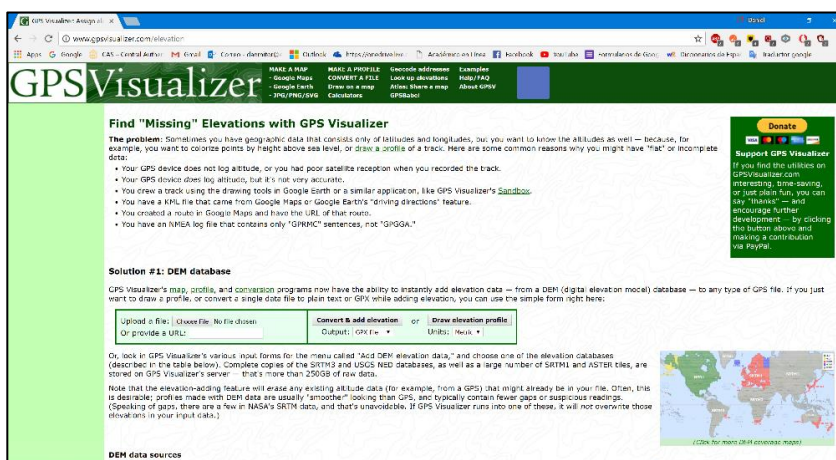 GPS Visualizer: Assign el
www.gpsvisualizer.com/elevation
Apps Google CAS – Central Auther Gmail Correo - Outlook Académico en Línea Facebook YouTube Formularios de Goog Diccionarios de Espa traductor google
GPSVisualizer
MAKE A MAP
- Google Maps
- Google Earth
- JPG/PNG/SVG
MAKE A PROFILE
CONVERT A FILE
Draw on a map
Calculators
Geocode addresses
Look up elevations
Atlas: Share a map
GPSBabel
Examples
Help/FAQ
About GPSV
Find "Missing" Elevations with GPS Visualizer
The problem: Sometimes you have geographic data that consists only of latitudes and longitudes, but you want to know the altitudes as well — because, for
example, you want to colorize points by height above sea level, or draw a profile of a track. Here are some common reasons why you might have "flat" or incomplete
data:
• Your GPS device does not log altitude, or you had poor satellite reception when you recorded the track.
• Your GPS device does log altitude, but it's not very accurate.
• You drew a track using the drawing tools in Google Earth or a similar application, like GPS Visualizer's Sandbox.
• You have a KML file that came from Google Maps or Google Earth's "driving directions" feature.
• You created a route in Google Maps and have the URL of that route.
• You have an NMEA log file that contains only "GPRMC" sentences, not "GPGGA."
Donate
Support GPS Visualizer
If you find the utilities on
GPSVisualizer.com
interesting, time-saving,
or just plain fun, you can
say "thanks" — and
encourage further
development — by clicking
the button above and
making a contribution
via PayPal.
Solution #1: DEM database
GPS Visualizer's map, profile, and conversion programs now have the ability to instantly add elevation data — from a DEM (digital elevation model) database — to any type of GPS file. If you just
want to draw a profile, or convert a single data file to plain text or GPX while adding elevation, you can use the simple form right here:
Upload a file: Choose File No file chosen
Or provide a URL:
Convert & add elevation or Draw elevation profile
Output: GPX file Units: Metric
Or, look in GPS Visualizer's various input forms for the menu called "Add DEM elevation data," and choose one of the elevation databases
(described in the table below). Complete copies of the SRTM3 and USGS NED databases, as well as a large number of SRTM1 and ASTER tiles, are
stored on GPS Visualizer's server — that's more than 250GB of raw data.
Note that the elevation-adding feature will erase any existing altitude data (for example, from a GPS) that might already be in your file. Often, this
is desirable; profiles made with DEM data are usually "smoother" looking than GPS, and typically contain fewer gaps or suspicious readings.
(Speaking of gaps, there are a few in NASA's SRTM data, and that's unavoidable. If GPS Visualizer runs into one of these, it will not overwrite those
elevations in your input data.)
(Click for more DEM coverage maps)
DEM data sources